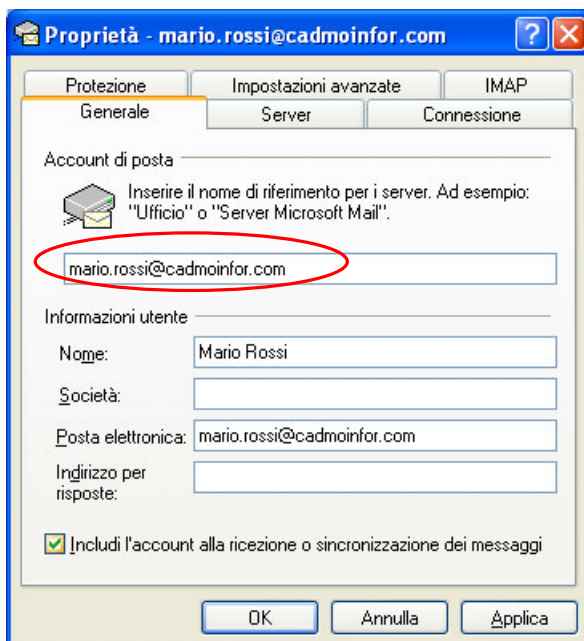 Proprietà - mario.rossi@cadmoinfor.com
Protezione Impostazioni avanzate IMAP
Generale Server Connessione
Account di posta
Inserire il nome di riferimento per i server. Ad esempio:
"Ufficio" o "Server Microsoft Mail".
mario.rossi@cadmoinfor.com
Informazioni utente
Nome: Mario Rossi
Società:
Posta elettronica: mario.rossi@cadmoinfor.com
Indirizzo per
risposte:
Includi l'account alla ricezione o sincronizzazione dei messaggi
OK Annulla Applica